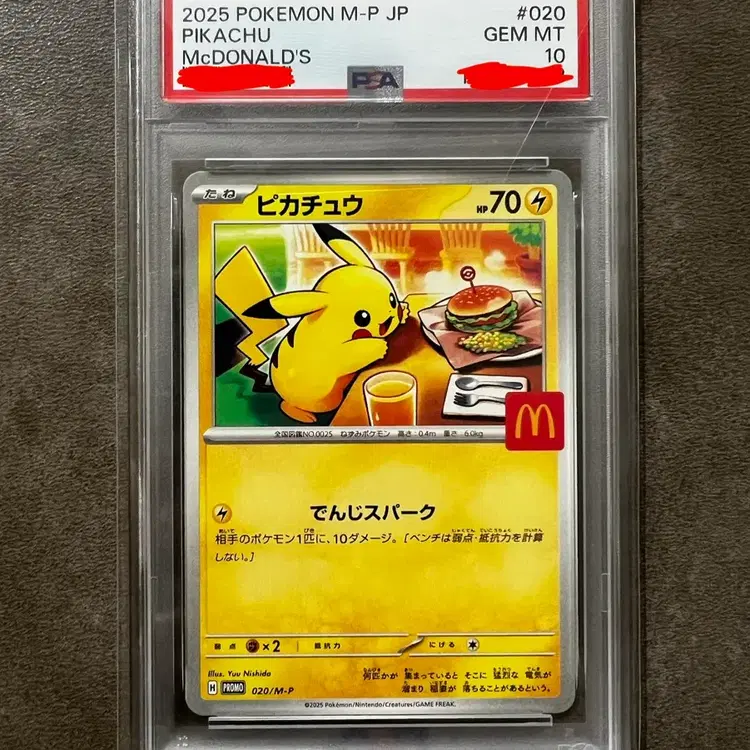 2025 POKEMON M-P JP #020
PIKACHU GEM MT
McDONALD'S 10
PSA
たね ピカチュウ HP 70
全国図鑑NO.0025 ねずみポケモン 高さ:0.4m 重さ:6.0kg
でんじスパーク
相手のポケモン1匹に、10ダメージ。[ベンチは弱点・抵抗力を計算
しない。]
弱点 ×2 抵抗力 にげる
Illus. Yuu Nishida
何匹かが 集まっていると そこに 猛烈な 電気が
溜まり 稲妻が 落ちることがあるという。
H PROMO 020/M-P
©2025 Pokémon/Nintendo/Creatures/GAME FREAK.